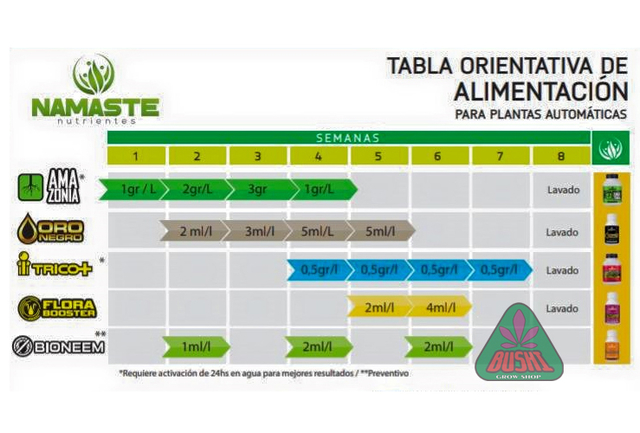 NAMASTE
nutrientes
TABLA ORIENTATIVA DE
ALIMENTACIÓN
PARA PLANTAS AUTOMÁTICAS
SEMANAS
1 2 3 4 5 6 7 8
AMA ZONIA * 1gr / L 2gr/L 3gr 1gr/L Lavado
ORO NEGRO 2 ml/l 3ml/l 5ml/L 5ml/l Lavado
TRICO+ * 0,5gr/l 0,5gr/l 0,5gr/l 0,5gr/l Lavado
FLORA BOOSTER 2ml/l 4ml/l Lavado
BIONEEM ** 1ml/l 2ml/l 2ml/l
BUSHI
GROW SHOP
*Requiere activación de 24hs en agua para mejores resultados / **Preventivo